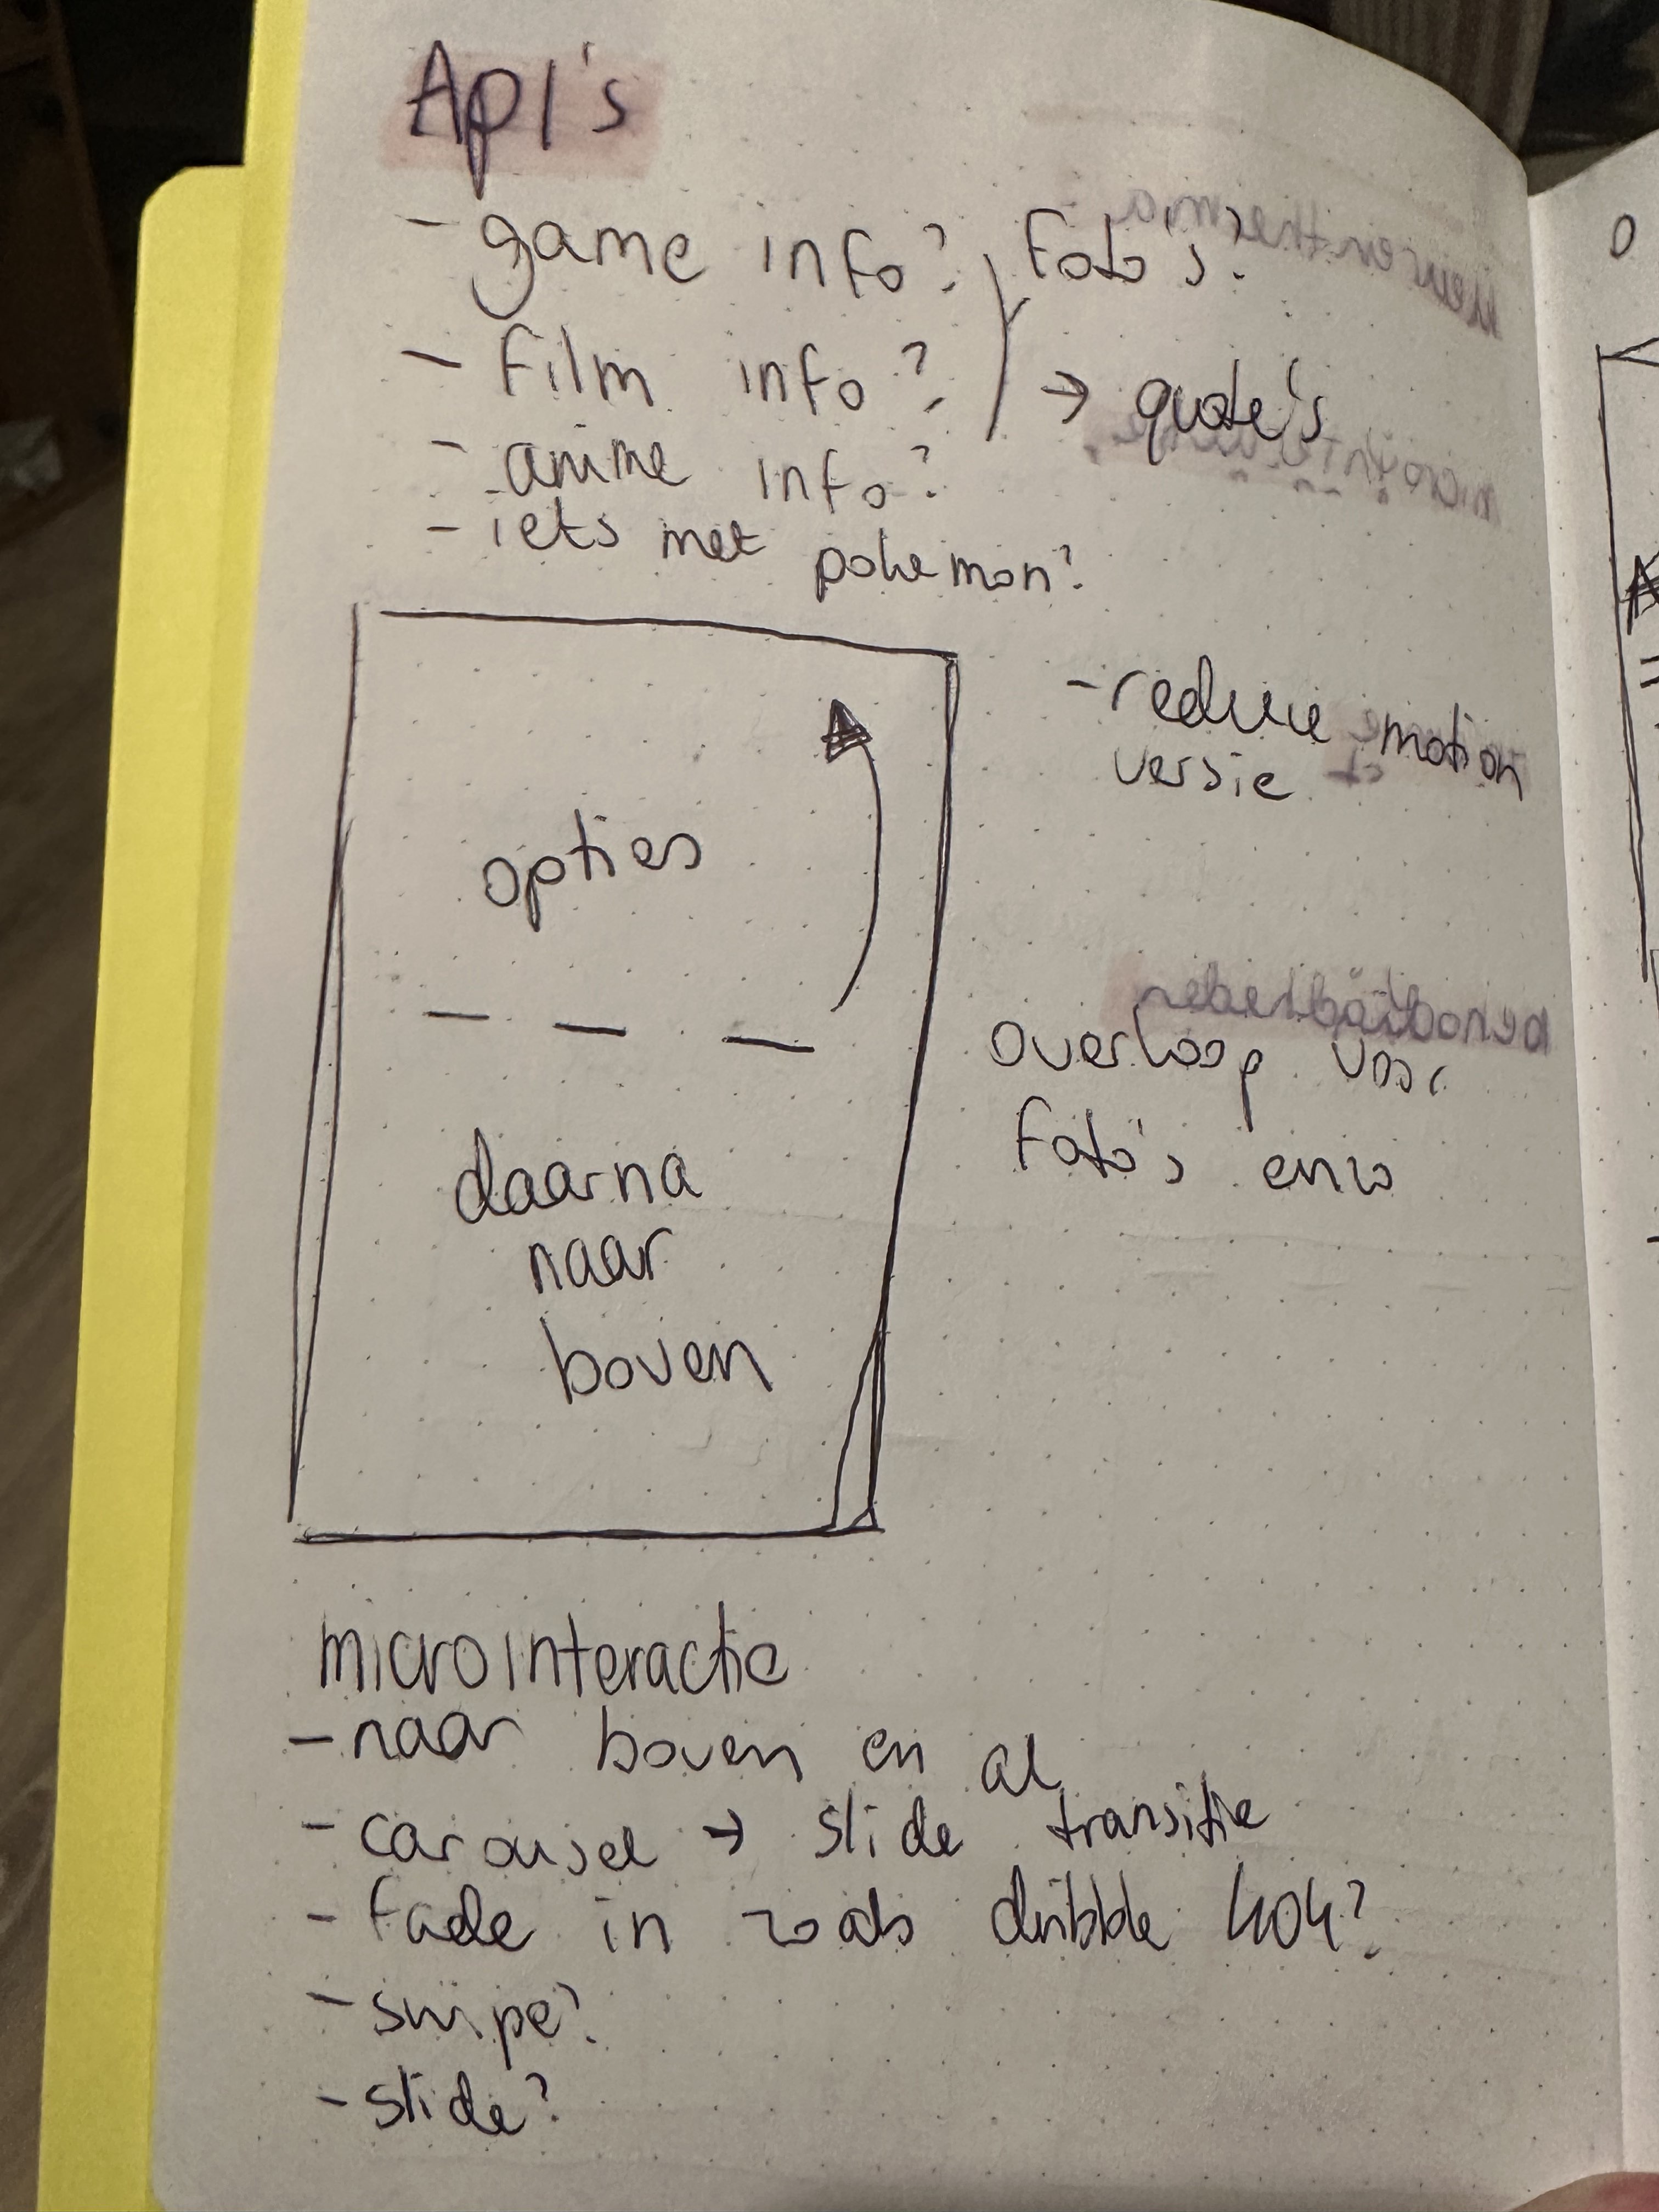 API's
- game info? foto's?
- film info? → quote's
- anime info?
- iets met pokemon?
opties
daarna
naar
boven
- reduce motion
versie
overloop voor
foto's enzo
microinteractie
- naar boven en al
- carousel → slide transitie
- fade in zoals dribbble 404?
- swipe?
- slide?